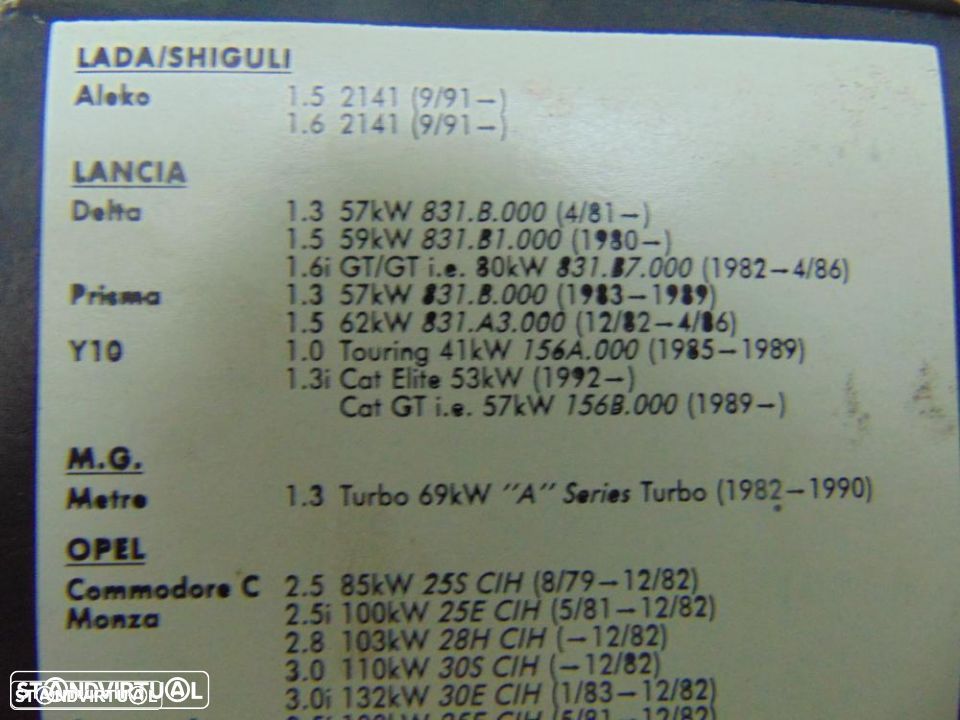 LADA/SHIGULI
Aleko 1.5 2141 (9/91–)
1.6 2141 (9/91–)
LANCIA
Delta 1.3 57kW 831.B.000 (4/81–)
1.5 59kW 831.B1.000 (1980–)
1.6i GT/GT i.e. 80kW 831.B7.000 (1982–4/86)
Prisma 1.3 57kW 831.B.000 (1983–1989)
1.5 62kW 831.A3.000 (12/82–4/86)
Y10 1.0 Touring 41kW 156A.000 (1985–1989)
1.3i Cat Elite 53kW (1992–)
Cat GT i.e. 57kW 156B.000 (1989–)
M.G.
Metro 1.3 Turbo 69kW "A" Series Turbo (1982–1990)
OPEL
Commodore C 2.5 85kW 25S CIH (8/79–12/82)
Monza 2.5i 100kW 25E CIH (5/81–12/82)
2.8 103kW 28H CIH (–12/82)
3.0 110kW 30S CIH (–12/82)
3.0i 132kW 30E CIH (1/83–12/82)
STANDVIRTUAL
STANDVIRTUAL